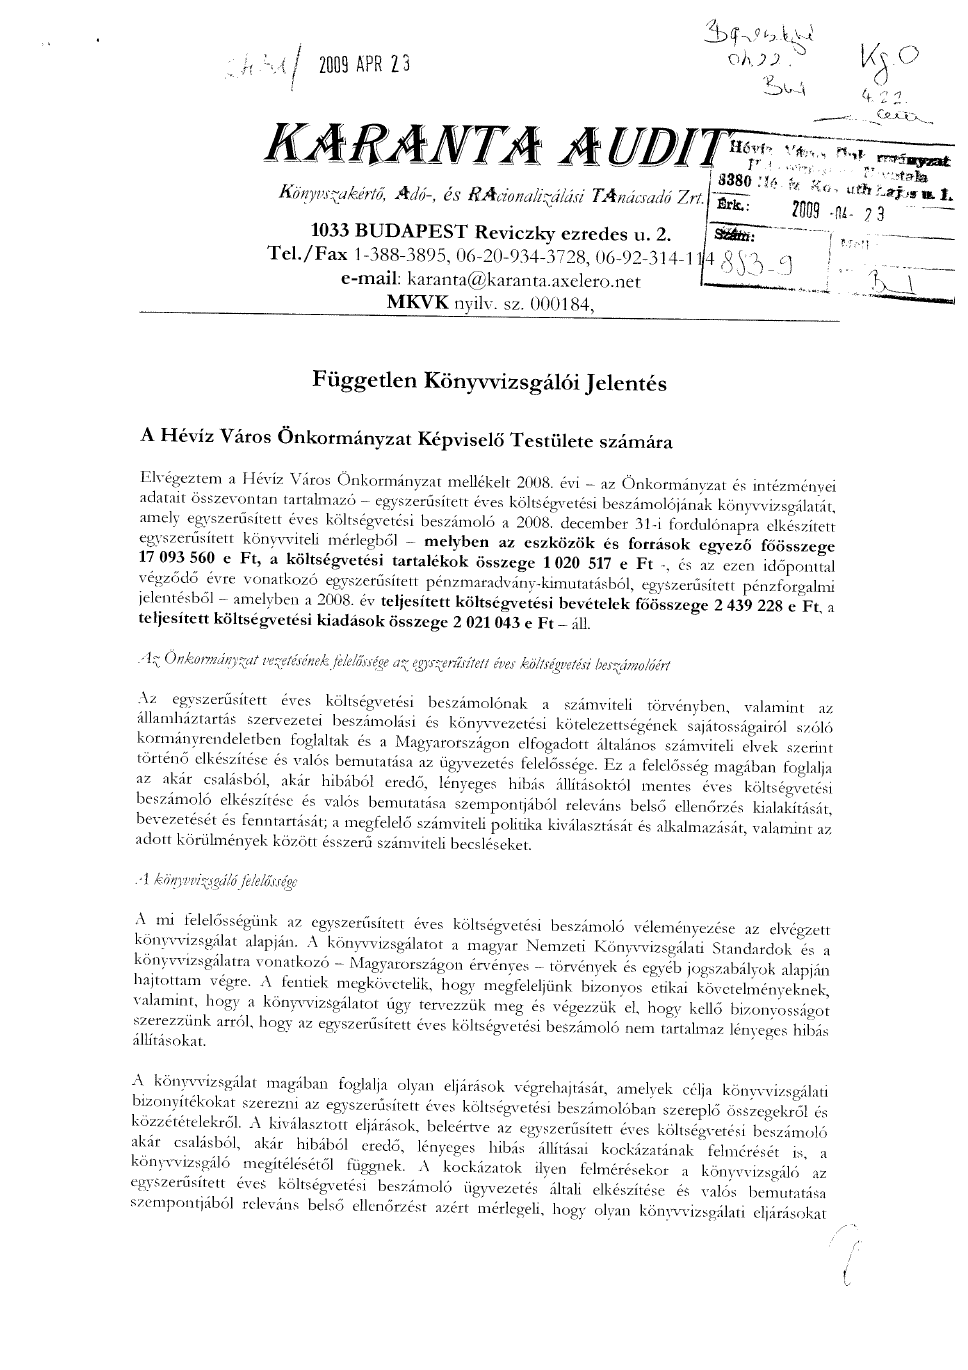 2009 APR 23
04.22.
Kg.O
4.22.
KARANTA AUDIT
Könyvszakértő, Adó-, és RAcionalizálási TAnácsadó Zrt.
1033 BUDAPEST Reviczky ezredes u. 2.
Tel./Fax 1-388-3895, 06-20-934-3728, 06-92-314-114
e-mail: karanta@karanta.axelero.net
MKVK nyilv. sz. 000184,
Hévíz Város
8380 Kossuth Lajos u. 1.
Érk.: 2009 -04- 23
Szám:
853-9
Független Könyvvizsgálói Jelentés
A Hévíz Város Önkormányzat Képviselő Testülete számára
Elvégeztem a Hévíz Város Önkormányzat mellékelt 2008. évi – az Önkormányzat és intézményei
adatait összevontan tartalmazó – egyszerűsített éves költségvetési beszámolójának könyvvizsgálatát,
amely egyszerűsített éves költségvetési beszámoló a 2008. december 31-i fordulónapra elkészített
egyszerűsített könyvviteli mérlegből – melyben az eszközök és források egyező főösszege
17 093 560 e Ft, a költségvetési tartalékok összege 1 020 517 e Ft -, és az ezen időponttal
végződő évre vonatkozó egyszerűsített pénzmaradvány-kimutatásból, egyszerűsített pénzforgalmi
jelentésből – amelyben a 2008. év teljesített költségvetési bevételek főösszege 2 439 228 e Ft, a
teljesített költségvetési kiadások összege 2 021 043 e Ft – áll.
Az Önkormányzat vezetésének felelőssége az egyszerűsített éves költségvetési beszámolóért
Az egyszerűsített éves költségvetési beszámolónak a számviteli törvényben, valamint az
államháztartás szervezetei beszámolási és könyvvezetési kötelezettségének sajátosságairól szóló
kormányrendeletben foglaltak és a Magyarországon elfogadott általános számviteli elvek szerint
történő elkészítése és valós bemutatása az ügyvezetés felelőssége. Ez a felelősség magában foglalja
az akár csalásból, akár hibából eredő, lényeges hibás állításoktól mentes éves költségvetési
beszámoló elkészítése és valós bemutatása szempontjából releváns belső ellenőrzés kialakítását,
bevezetését és fenntartását; a megfelelő számviteli politika kiválasztását és alkalmazását, valamint az
adott körülmények között ésszerű számviteli becsléseket.
A könyvvizsgáló felelőssége
A mi felelősségünk az egyszerűsített éves költségvetési beszámoló véleményezése az elvégzett
könyvvizsgálat alapján. A könyvvizsgálatot a magyar Nemzeti Könyvvizsgálati Standardok és a
könyvvizsgálatra vonatkozó – Magyarországon érvényes – törvények és egyéb jogszabályok alapján
hajtottam végre. A fentiek megkövetelik, hogy megfeleljünk bizonyos etikai követelményeknek,
valamint, hogy a könyvvizsgálatot úgy tervezzük meg és végezzük el, hogy kellő bizonyosságot
szerezzünk arról, hogy az egyszerűsített éves költségvetési beszámoló nem tartalmaz lényeges hibás
állításokat.
A könyvvizsgálat magában foglalja olyan eljárások végrehajtását, amelyek célja könyvvizsgálati
bizonyítékokat szerezni az egyszerűsített éves költségvetési beszámolóban szereplő összegekről és
közzétételekről. A kiválasztott eljárások, beleértve az egyszerűsített éves költségvetési beszámoló
akár csalásból, akár hibából eredő, lényeges hibás állításai kockázatának felmérését is, a
könyvvizsgáló megítélésétől függnek. A kockázatok ilyen felmérésekor a könyvvizsgáló az
egyszerűsített éves költségvetési beszámoló ügyvezetés általi elkészítése és valós bemutatása
szempontjából releváns belső ellenőrzést azért mérlegeli, hogy olyan könyvvizsgálati eljárásokat